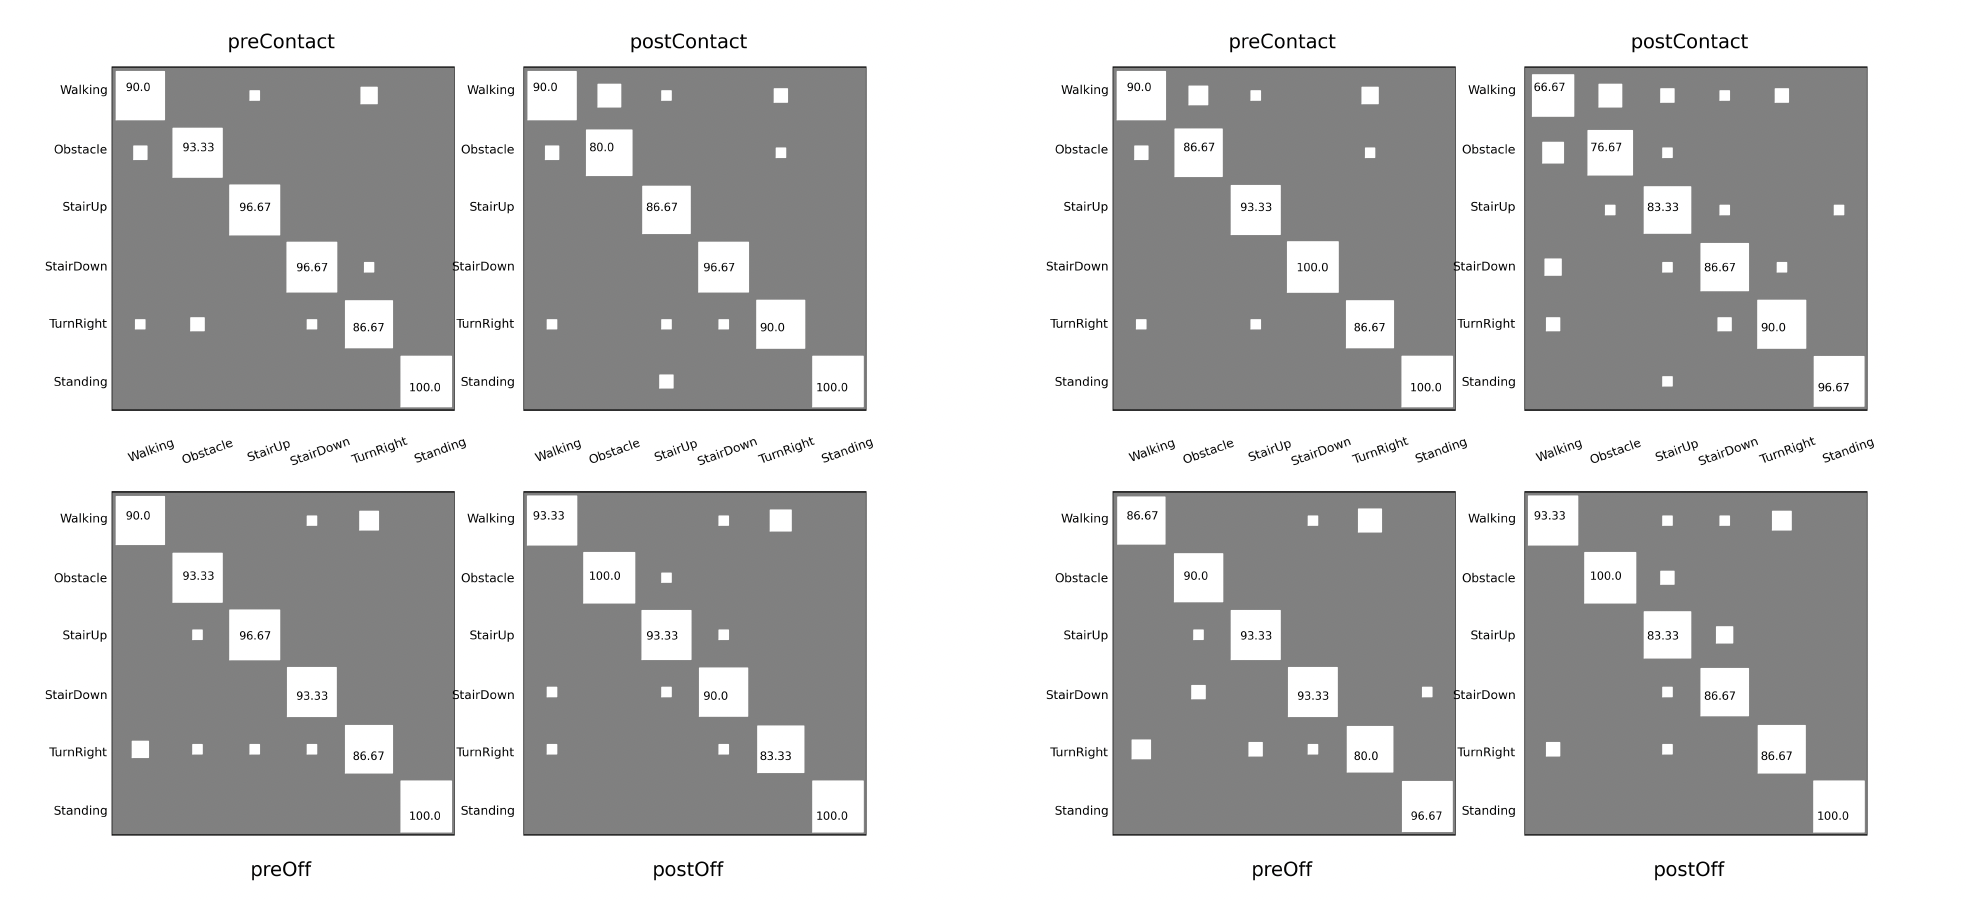 preContact
postContact
preContact
postContact
Walking 90.0
Walking 90.0
Walking 90.0
Walking 66.67
Obstacle 93.33
Obstacle 80.0
Obstacle 86.67
Obstacle 76.67
StairUp 96.67
StairUp 86.67
StairUp 93.33
StairUp 83.33
StairDown 96.67
StairDown 96.67
StairDown 100.0
StairDown 86.67
TurnRight 86.67
TurnRight 90.0
TurnRight 86.67
TurnRight 90.0
Standing 100.0
Standing 100.0
Standing 100.0
Standing 96.67
Walking Obstacle StairUp StairDown TurnRight Standing
Walking Obstacle StairUp StairDown TurnRight Standing
Walking Obstacle StairUp StairDown TurnRight Standing
Walking Obstacle StairUp StairDown TurnRight Standing
Walking 90.0
Walking 93.33
Walking 86.67
Walking 93.33
Obstacle 93.33
Obstacle 100.0
Obstacle 90.0
Obstacle 100.0
StairUp 96.67
StairUp 93.33
StairUp 93.33
StairUp 83.33
StairDown 93.33
StairDown 90.0
StairDown 93.33
StairDown 86.67
TurnRight 86.67
TurnRight 83.33
TurnRight 80.0
TurnRight 86.67
Standing 100.0
Standing 100.0
Standing 96.67
Standing 100.0
preOff
postOff
preOff
postOff